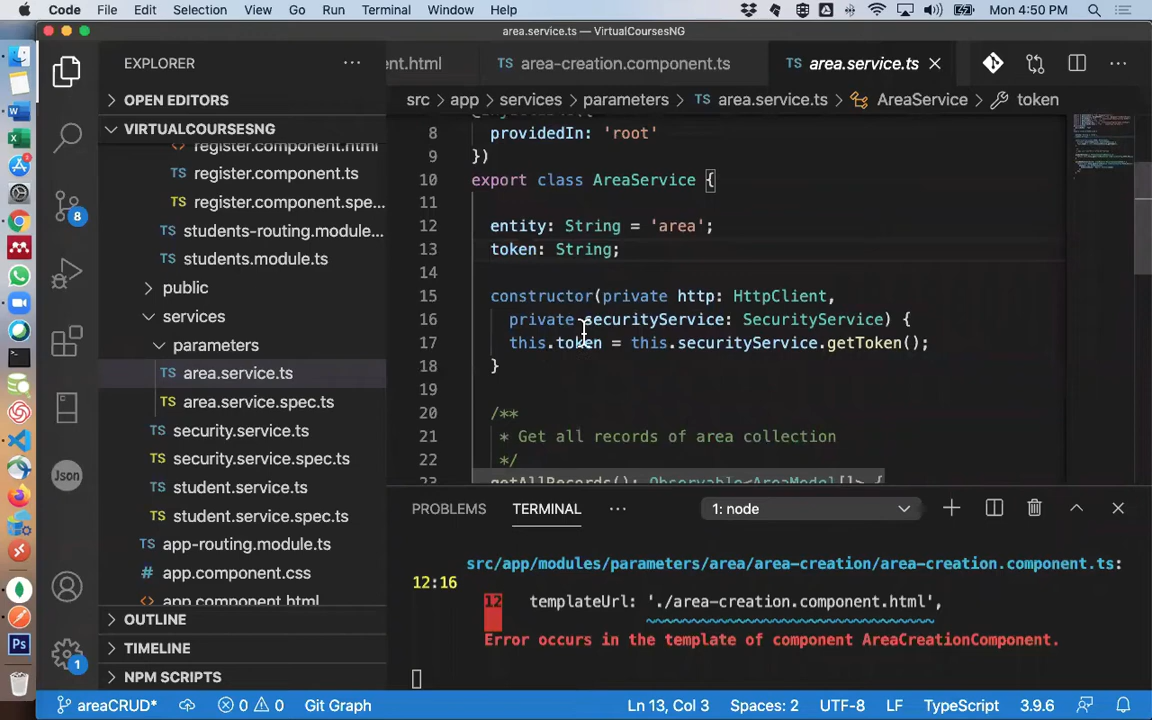 Code File Edit Selection View Go Run Terminal Window Help Mon 4:50 PM
area.service.ts — VirtualCoursesNG
EXPLORER
OPEN EDITORS
VIRTUALCOURSESNG
register.component.html
TS register.component.ts
TS register.component.spe...
TS students-routing.module...
TS students.module.ts
public
services
parameters
TS area.service.ts
TS area.service.spec.ts
TS security.service.ts
TS security.service.spec.ts
TS student.service.ts
TS student.service.spec.ts
TS app-routing.module.ts
# app.component.css
app.component.html
OUTLINE
TIMELINE
NPM SCRIPTS
8
Json
1
ent.html TS area-creation.component.ts TS area.service.ts
src > app > services > parameters > TS area.service.ts > AreaService > token
8 providedIn: 'root'
9 })
10 export class AreaService {
11
12 entity: String = 'area';
13 token: String;
14
15 constructor(private http: HttpClient,
16 private securityService: SecurityService) {
17 this.token = this.securityService.getToken();
18 }
19
20 /**
21 * Get all records of area collection
22 */
23 getAllRecords(): Observable<AreaModel[]> {
PROBLEMS TERMINAL 1: node
src/app/modules/parameters/area/area-creation/area-creation.component.ts:
12:16
12 templateUrl: './area-creation.component.html',
Error occurs in the template of component AreaCreationComponent.
areaCRUD* 0 0 Git Graph Ln 13, Col 3 Spaces: 2 UTF-8 LF TypeScript 3.9.6